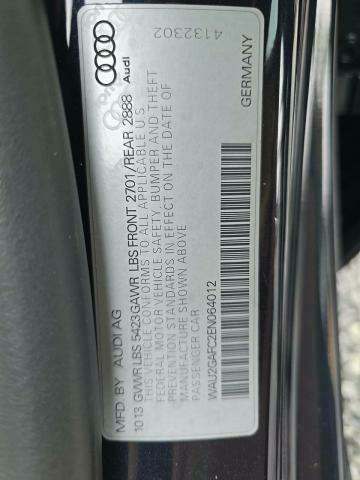 4132302
Audi
MFD BY AUDI AG GERMANY
10 13 GVWR LBS 5423 GAWR LBS FRONT 2701/REAR 2888
THIS VEHICLE CONFORMS TO ALL APPLICABLE U S
FEDERAL MOTOR VEHICLE SAFETY, BUMPER AND THEFT
PREVENTION STANDARDS IN EFFECT ON THE DATE OF
MANUFACTURE SHOWN ABOVE
PASSENGER CAR
WAU2GAFC2EN064012